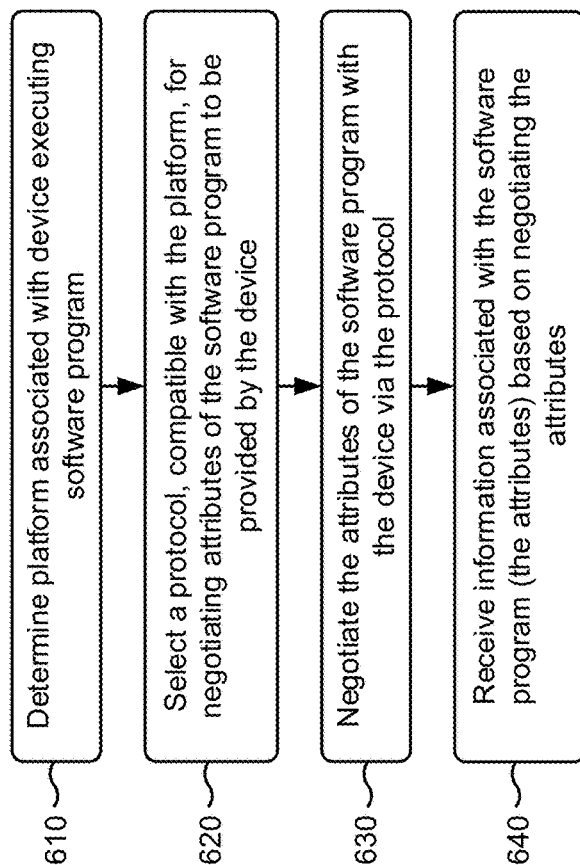 610
Determine platform associated with device executing
software program
620
Select a protocol, compatible with the platform, for
negotiating attributes of the software program to be
provided by the device
630
Negotiate the attributes of the software program with
the device via the protocol
640
Receive information associated with the software
program (the attributes) based on negotiating the
attributes